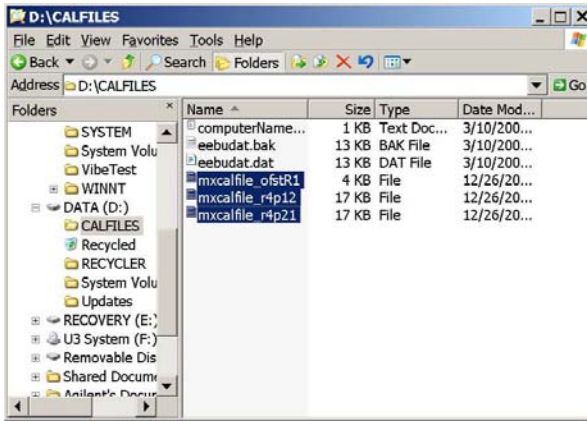 D:\CALFILES
File Edit View Favorites Tools Help
Back Search Folders
Address D:\CALFILES Go
Folders
SYSTEM
System Volu
VibeTest
WINNT
DATA (D:)
CALFILES
Recycled
RECYCLER
System Volu
Updates
RECOVERY (E:)
U3 System (F:)
Removable Dis
Shared Docume
Agilent's Docur
Name Size Type Date Mod...
computerName... 1 KB Text Doc... 3/10/200...
eebudat.bak 13 KB BAK File 3/10/200...
eebudat.dat 13 KB DAT File 3/10/200...
mxcalfile_ofstR1 4 KB File 12/26/20...
mxcalfile_r4p12 17 KB File 12/26/20...
mxcalfile_r4p21 17 KB File 12/26/20...